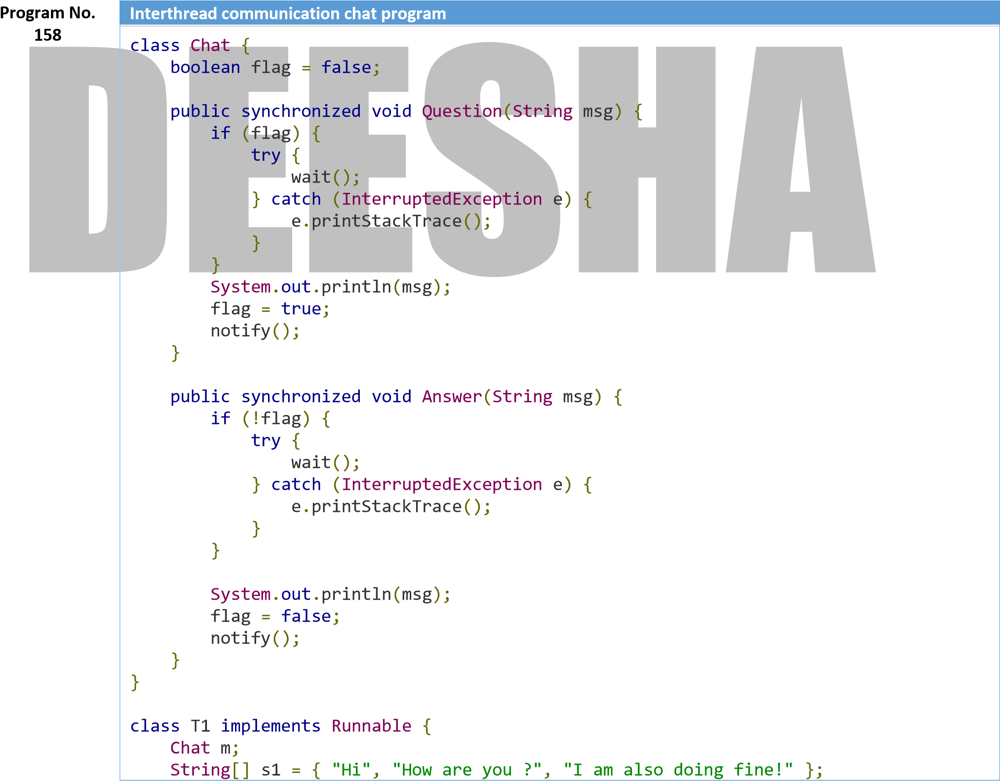 Program No.
158
Interthread communication chat program
DEESHA
class Chat {
    boolean flag = false;

    public synchronized void Question(String msg) {
        if (flag) {
            try {
                wait();
            } catch (InterruptedException e) {
                e.printStackTrace();
            }
        }
        System.out.println(msg);
        flag = true;
        notify();
    }

    public synchronized void Answer(String msg) {
        if (!flag) {
            try {
                wait();
            } catch (InterruptedException e) {
                e.printStackTrace();
            }
        }

        System.out.println(msg);
        flag = false;
        notify();
    }
}

class T1 implements Runnable {
    Chat m;
    String[] s1 = { "Hi", "How are you ?", "I am also doing fine!" };